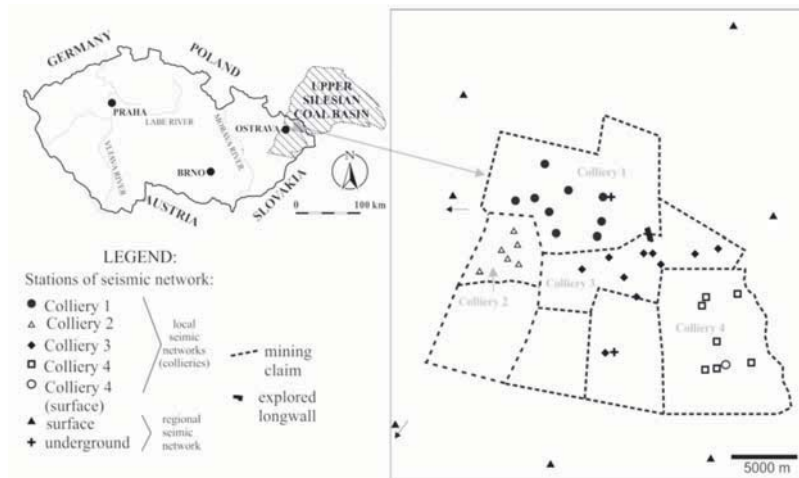 GERMANY
POLAND
UPPER
SILESIAN
COAL BASIN
PRAHA
LABE RIVER
OSTRAVA
VLTAVA RIVER
MORAVA RIVER
BRNO
N
AUSTRIA
SLOVAKIA
0 100 km
LEGEND:
Stations of seismic network:
Colliery 1
Colliery 2
Colliery 3
Colliery 4
Colliery 4
(surface)
local
seismic
networks
(collieries)
surface
underground
regional
seismic
network
mining
claim
explored
longwall
Colliery 1
Colliery 2
Colliery 3
Colliery 4
5000 m